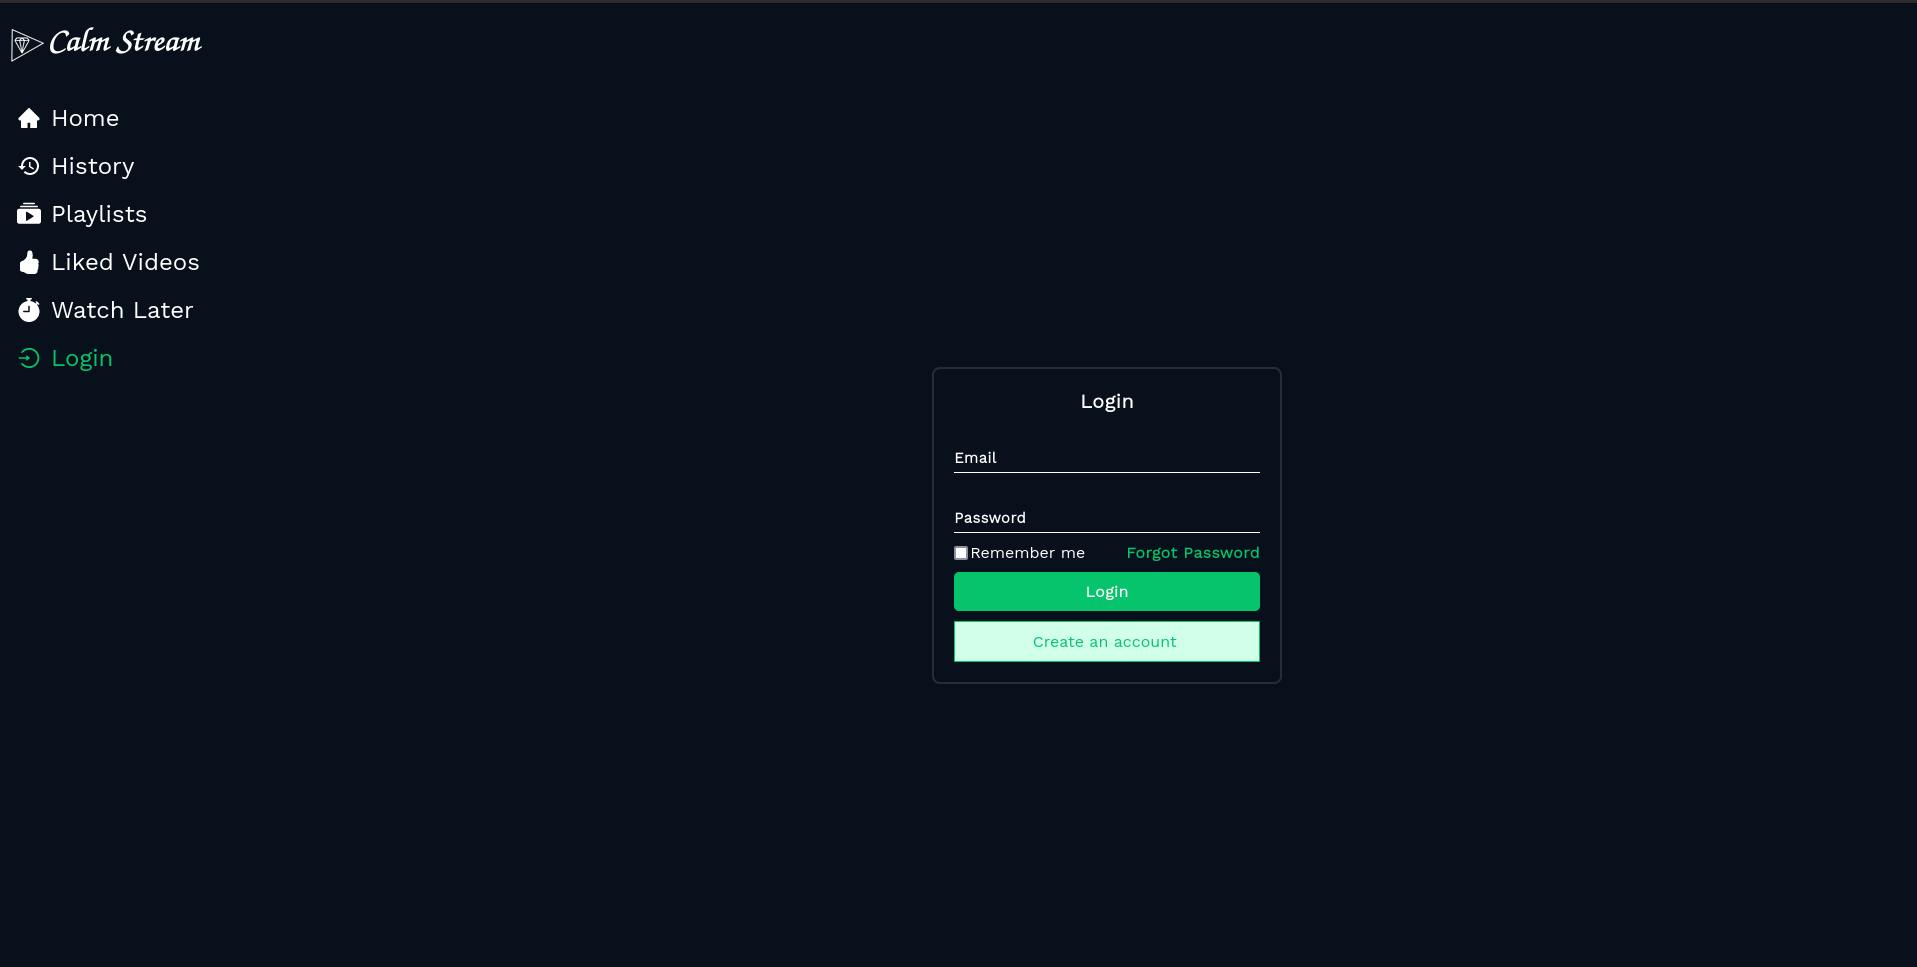 Calm Stream
Home
History
Playlists
Liked Videos
Watch Later
Login
Login
Email
Password
Remember me Forgot Password
Login
Create an account